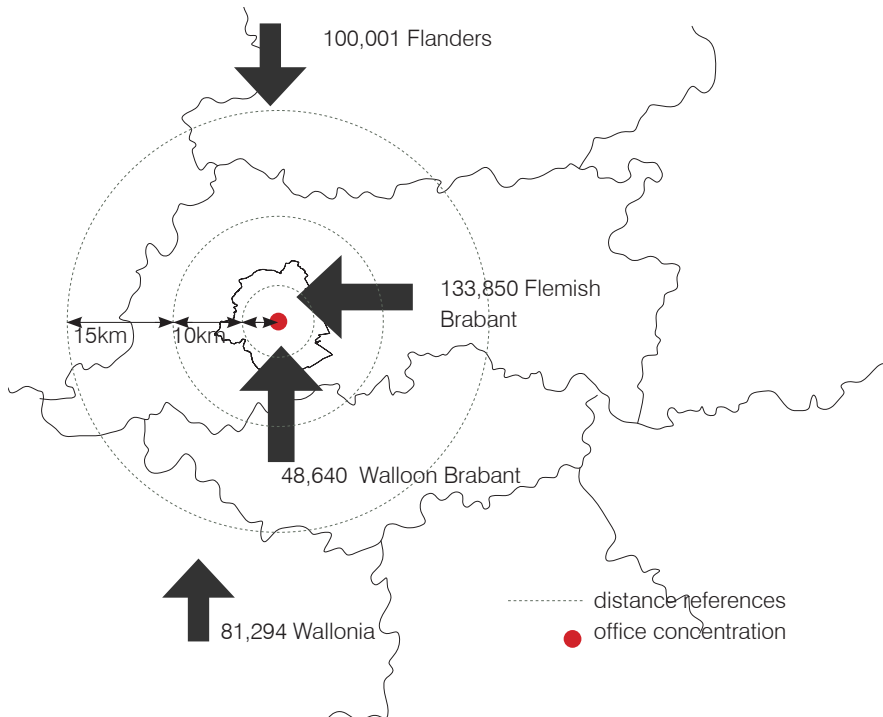 100,001 Flanders
133,850 Flemish
Brabant
15km
10km
48,640 Walloon Brabant
distance references
81,294 Wallonia
office concentration